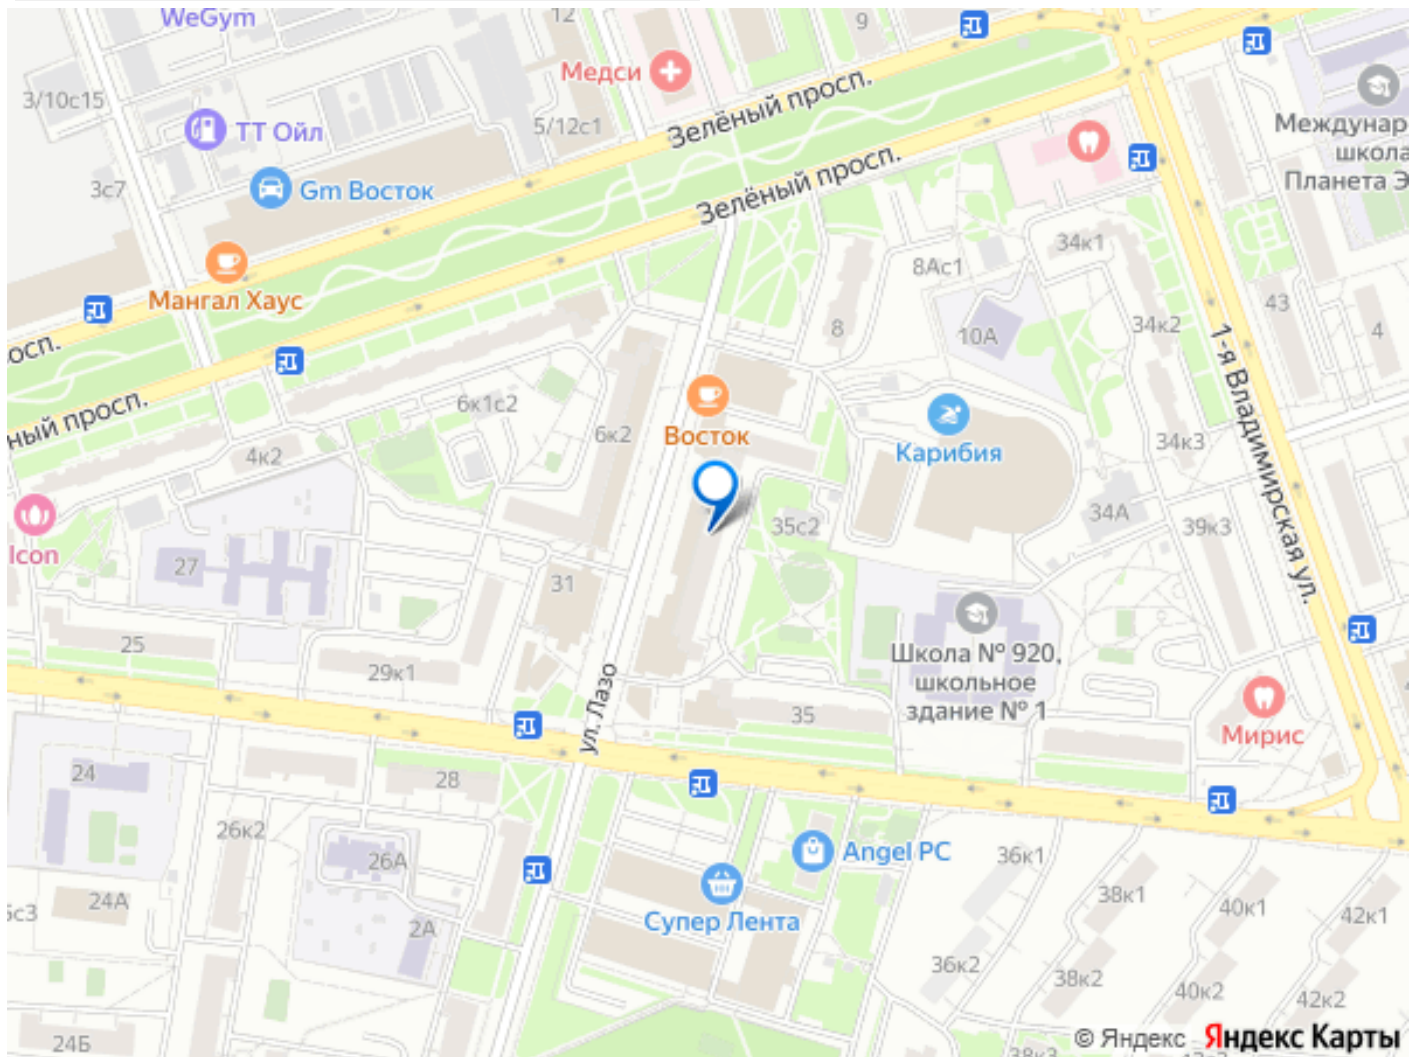 WeGym
12
9
Медси
3/10с15
ТТ Ойл
5/12с1
Зелёный просп.
Междунар
школа
Планета Э
3с7
Gm Восток
Зелёный просп.
34к1
8Ас1
Мангал Хаус
43
34к2
4
8
10А
1-я Владимирская ул.
осп.
ный просп.
6к1с2
6к2
Восток
Карибия
34к3
4к2
35с2
34А
39к3
Icon
27
31
25
29к1
Школа № 920,
школьное
здание № 1
ул. Лазо
35
Мирис
24
28
26к2
26А
Angel PC
36к1
24А
2А
Супер Лента
38к1
40к1
42к1
36к2
38к2
40к2
42к2
24Б
© Яндекс
Яндекс Карты